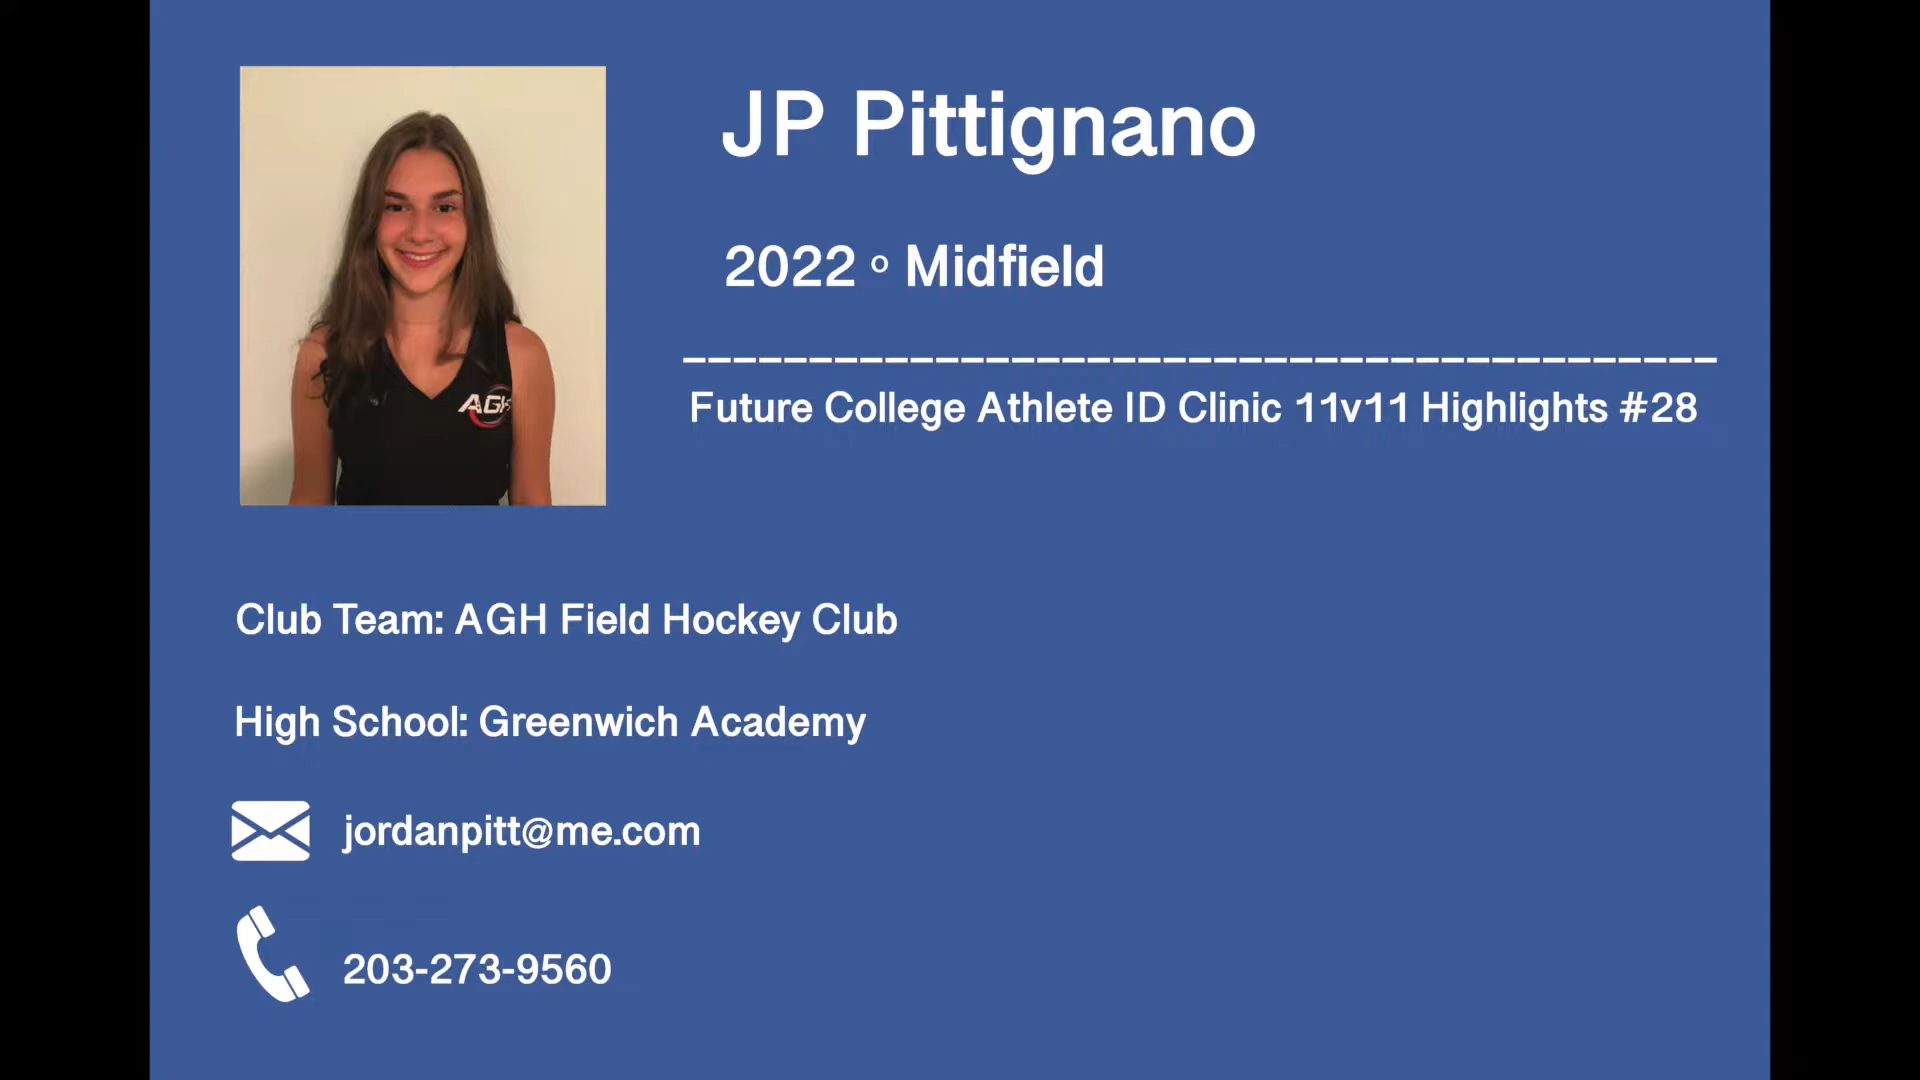 JP Pittignano
2022 ○ Midfield
Future College Athlete ID Clinic 11v11 Highlights #28
AGH
Club Team: AGH Field Hockey Club
High School: Greenwich Academy
jordanpitt@me.com
203-273-9560